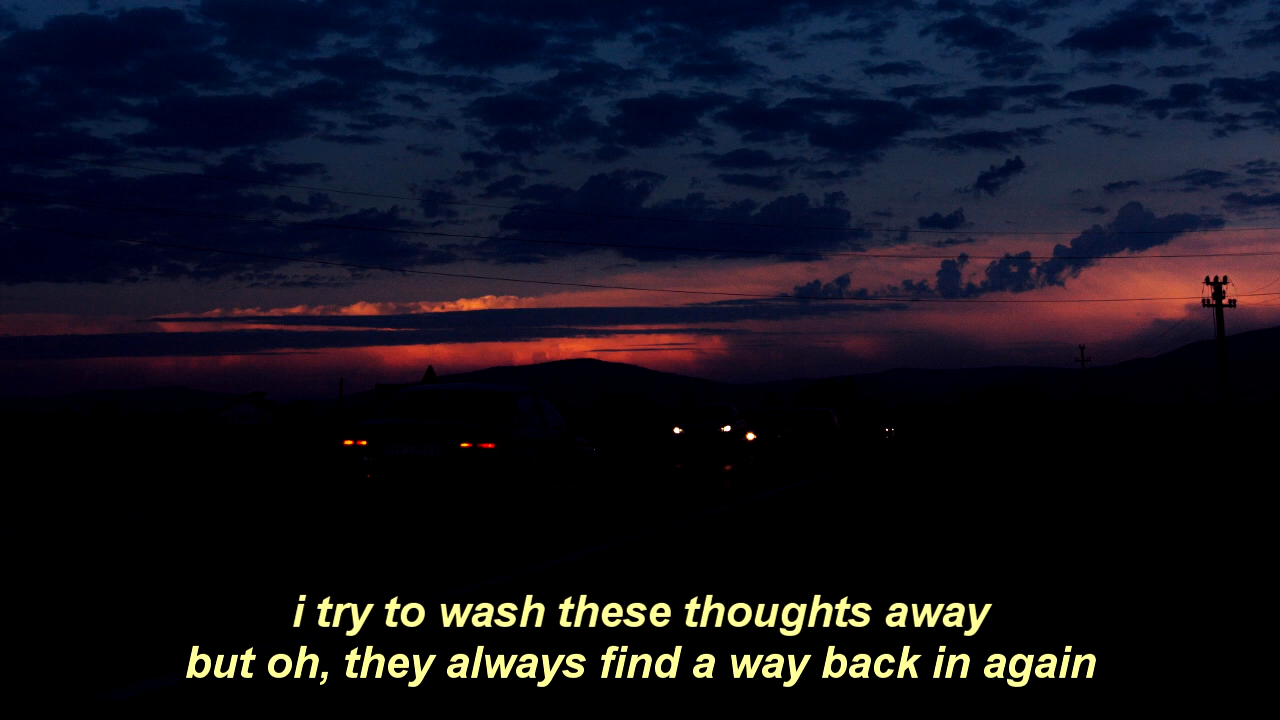 i try to wash these thoughts away
but oh, they always find a way back in again